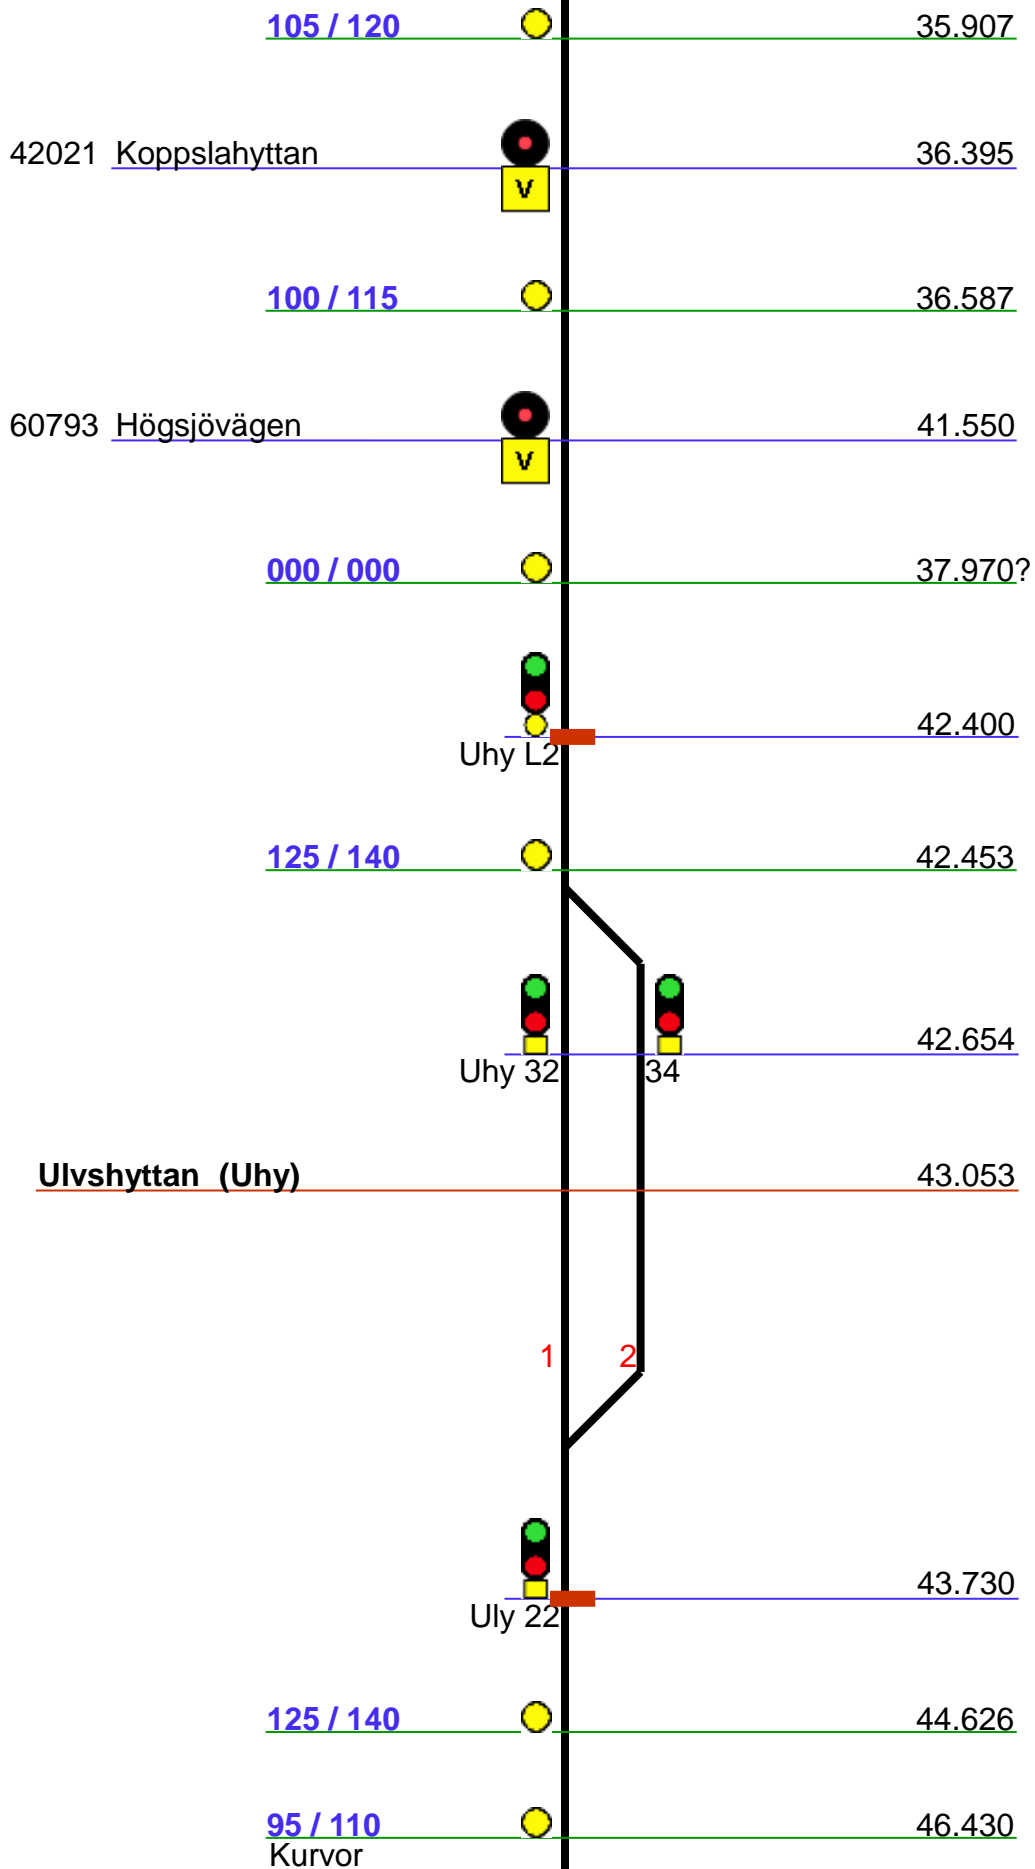 105 / 120 35.907
42021 Koppslahyttan 36.395
V
100 / 115 36.587
60793 Högsjövägen 41.550
V
000 / 000 37.970?
42.400
Uhy L2
125 / 140 42.453
42.654
Uhy 32 34
Ulvshyttan (Uhy) 43.053
1 2
43.730
Uly 22
125 / 140 44.626
95 / 110 46.430
Kurvor